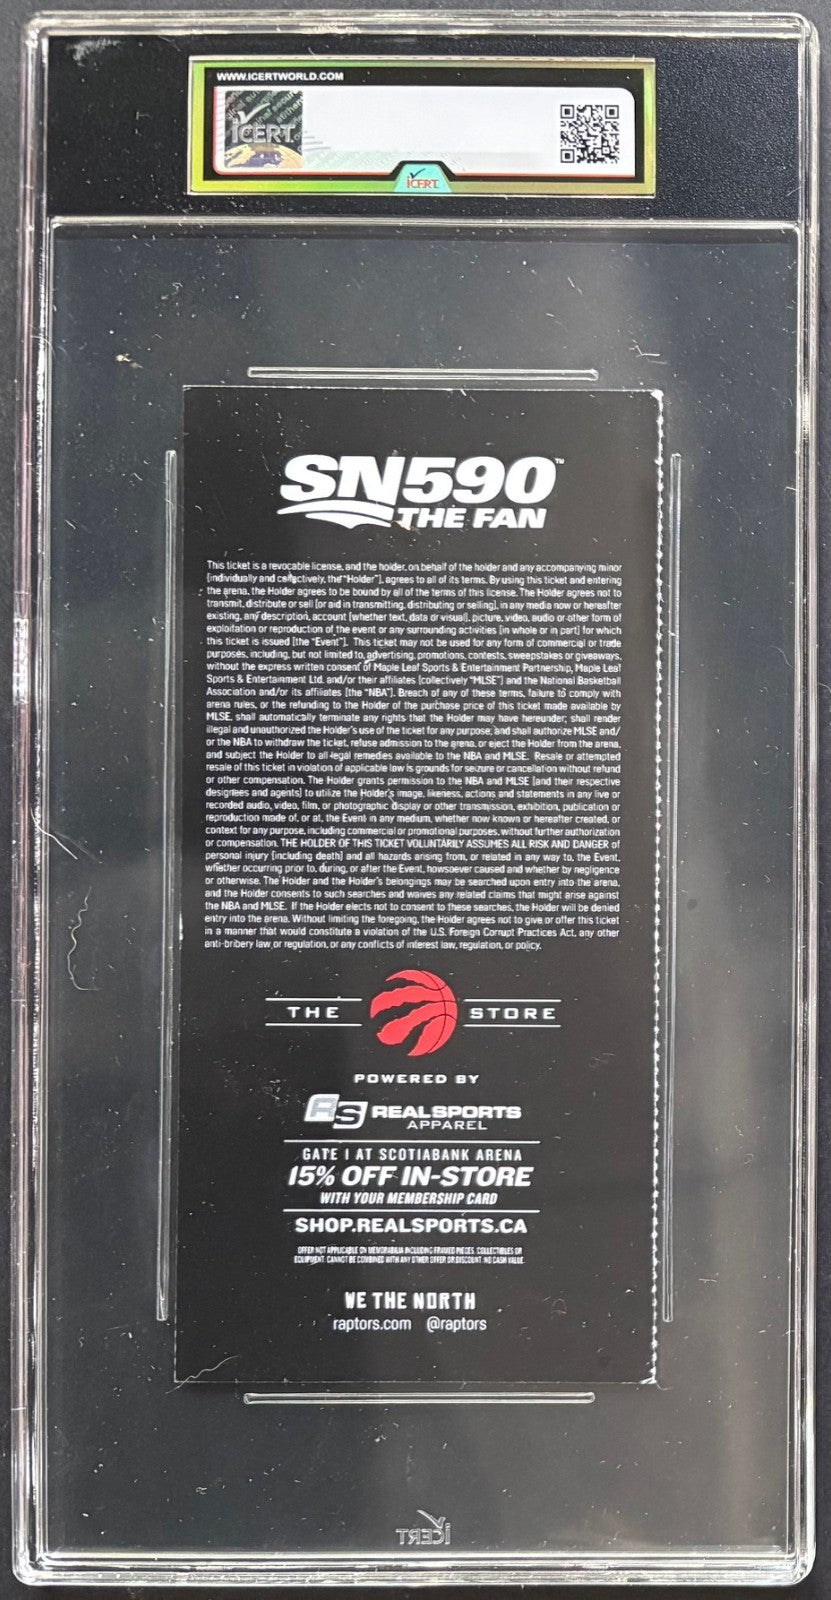 WWW.ICERTWORLD.COM
iCERT
iCERT
SN590™
THE FAN
This ticket is a revocable license, and the holder, on behalf of the holder and any accompanying minor
(individually and collectively, the "Holder"), agrees to all of its terms. By using this ticket and entering
the arena, the Holder agrees to be bound by all of the terms of this license. The Holder agrees not to
transmit, distribute or sell (or aid in transmitting, distributing or selling), in any media now or hereafter
existing, any description, account (whether text, data or visual), picture, video, audio or other form of
exploitation or reproduction of the event or any surrounding activities (in whole or in part) for which
this ticket is issued (the "Event"). This ticket may not be used for any form of commercial or trade
purposes, including, but not limited to, advertising, promotions, contests, sweepstakes or giveaways,
without the express written consent of Maple Leaf Sports & Entertainment Partnership, Maple Leaf
Sports & Entertainment Ltd. and/or their affiliates (collectively "MLSE") and the National Basketball
Association and/or its affiliates (the "NBA"). Breach of any of these terms, failure to comply with
arena rules, or the refunding to the Holder of the purchase price of this ticket made available by
MLSE, shall automatically terminate any rights that the Holder may have hereunder; shall render
illegal and unauthorized the Holder's use of the ticket for any purpose; and shall authorize MLSE and/
or the NBA to withdraw the ticket, refuse admission to the arena, or eject the Holder from the arena,
and subject the Holder to all legal remedies available to the NBA and MLSE. Resale or attempted
resale of this ticket in violation of applicable law is grounds for seizure or cancellation without refund
or other compensation. The Holder grants permission to the NBA and MLSE (and their respective
designees and agents) to utilize the Holder's image, likeness, actions and statements in any live or
recorded audio, video, film, or photographic display or other transmission, exhibition, publication or
reproduction made of, or at, the Event in any medium, whether now known or hereafter created, or
context for any purpose, including commercial or promotional purposes, without further authorization
or compensation. THE HOLDER OF THIS TICKET VOLUNTARILY ASSUMES ALL RISK AND DANGER of
personal injury (including death) and all hazards arising from, or related in any way to, the Event,
whether occurring prior to, during, or after the Event, howsoever caused and whether by negligence
or otherwise. The Holder and the Holder's belongings may be searched upon entry into the arena,
and the Holder consents to such searches and waives any related claims that might arise against
the NBA and MLSE. If the Holder elects not to consent to these searches, the Holder will be denied
entry into the arena. Without limiting the foregoing, the Holder agrees not to give or offer this ticket
in a manner that would constitute a violation of the U.S. Foreign Corrupt Practices Act, any other
anti-bribery law or regulation, or any conflicts of interest law, regulation, or policy.
THE STORE
POWERED BY
RS REALSPORTS
APPAREL
GATE 1 AT SCOTIABANK ARENA
15% OFF IN-STORE
WITH YOUR MEMBERSHIP CARD
SHOP.REALSPORTS.CA
OFFER NOT APPLICABLE ON MEMORABILIA INCLUDING FRAMED PIECES, COLLECTIBLES OR
EQUIPMENT. CANNOT BE COMBINED WITH ANY OTHER OFFER OR DISCOUNT. NO CASH VALUE.
WE THE NORTH
raptors.com @raptors
iCERT